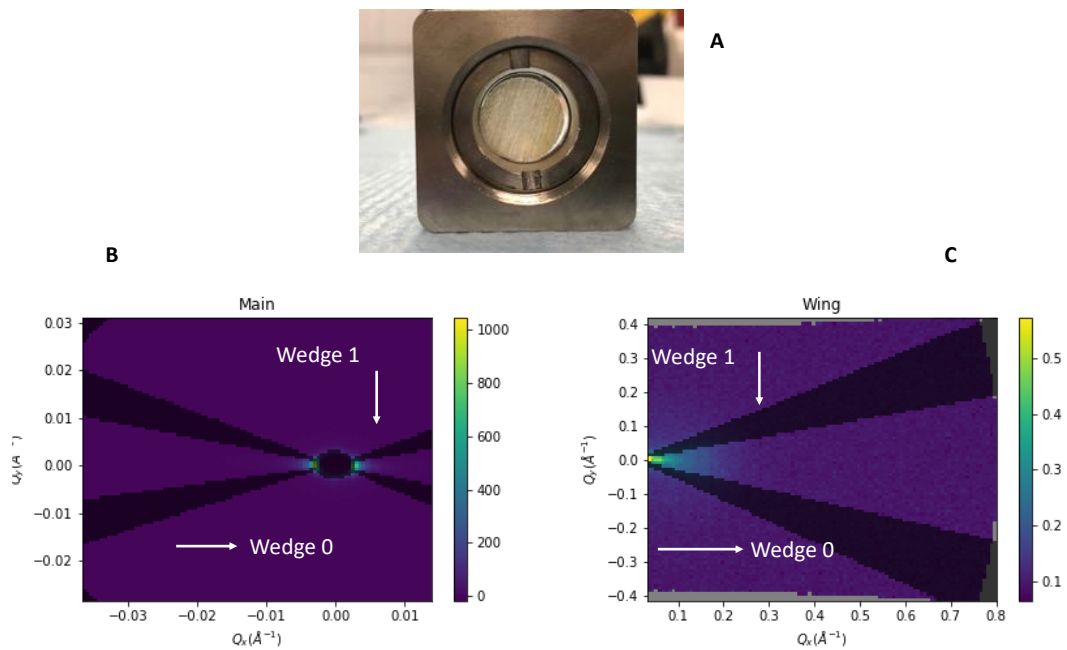 A
B
C
Main
Wing
0.03
0.02
0.01
0.00
−0.01
−0.02
Qy(Å⁻¹)
Wedge 1
Wedge 0
−0.03
−0.02
−0.01
0.00
0.01
Qx(Å⁻¹)
1000
800
600
400
200
0
0.4
0.3
0.2
0.1
0.0
−0.1
−0.2
−0.3
−0.4
Qy(Å⁻¹)
Wedge 1
Wedge 0
0.1 0.2 0.3 0.4 0.5 0.6 0.7 0.8
Qx(Å⁻¹)
0.5
0.4
0.3
0.2
0.1